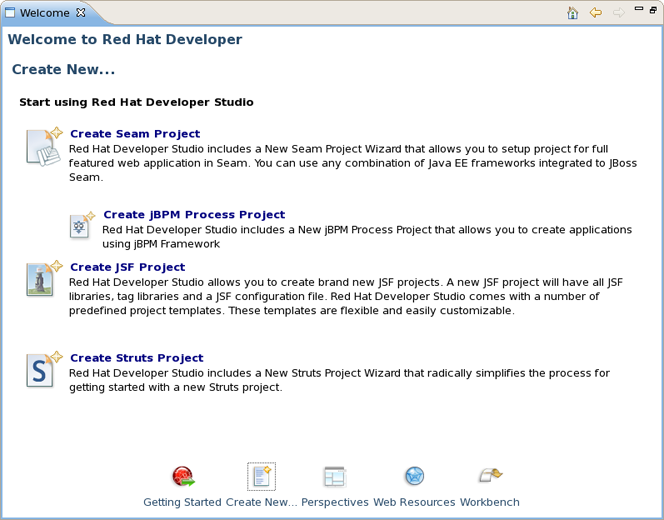 Welcome
Welcome to Red Hat Developer
Create New...
Start using Red Hat Developer Studio
Create Seam Project
Red Hat Developer Studio includes a New Seam Project Wizard that allows you to setup project for full
featured web application in Seam. You can use any combination of Java EE frameworks integrated to JBoss
Seam.
Create jBPM Process Project
Red Hat Developer Studio includes a New jBPM Process Project that allows you to create applications
using jBPM Framework
Create JSF Project
Red Hat Developer Studio allows you to create brand new JSF projects. A new JSF project will have all JSF
libraries, tag libraries and a JSF configuration file. Red Hat Developer Studio comes with a number of
predefined project templates. These templates are flexible and easily customizable.
S
Create Struts Project
Red Hat Developer Studio includes a New Struts Project Wizard that radically simplifies the process for
getting started with a new Struts project.
Getting Started Create New... Perspectives Web Resources Workbench